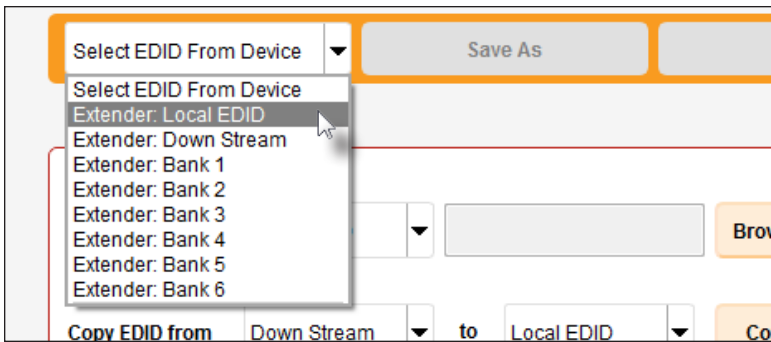 Select EDID From Device Save As
Select EDID From Device
Extender: Local EDID
Extender: Down Stream
Extender: Bank 1
Extender: Bank 2
Extender: Bank 3
Extender: Bank 4
Extender: Bank 5
Extender: Bank 6
Copy EDID from Down Stream to Local EDID